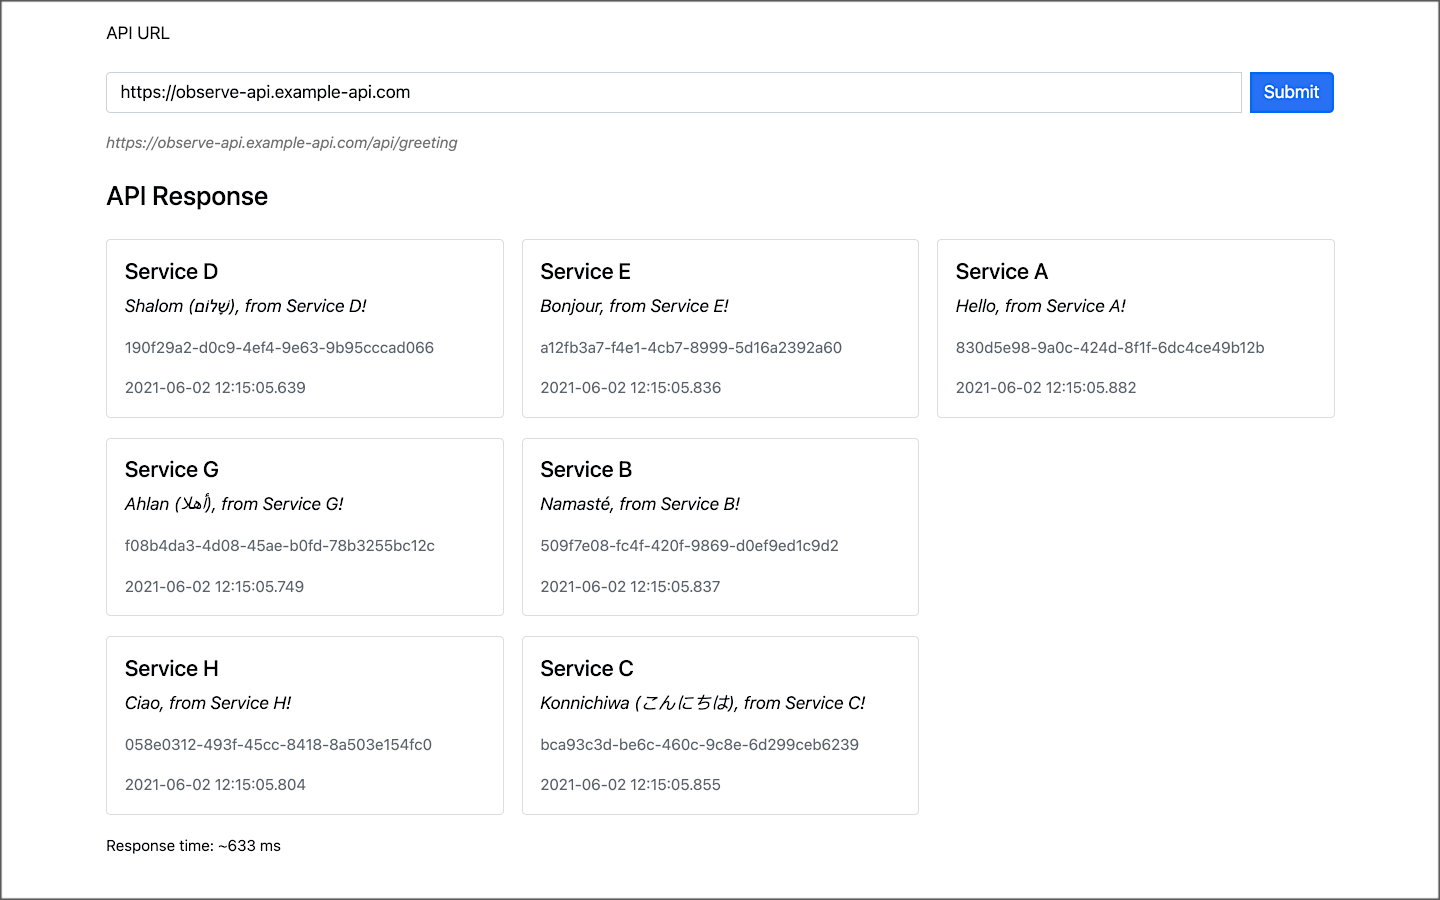 API URL
https://observe-api.example-api.com
Submit
https://observe-api.example-api.com/api/greeting
API Response
Service D
Shalom (שָׁלוֹם), from Service D!
190f29a2-d0c9-4ef4-9e63-9b95cccad066
2021-06-02 12:15:05.639
Service E
Bonjour, from Service E!
a12fb3a7-f4e1-4cb7-8999-5d16a2392a60
2021-06-02 12:15:05.836
Service A
Hello, from Service A!
830d5e98-9a0c-424d-8f1f-6dc4ce49b12b
2021-06-02 12:15:05.882
Service G
Ahlan (أهلا), from Service G!
f08b4da3-4d08-45ae-b0fd-78b3255bc12c
2021-06-02 12:15:05.749
Service B
Namasté, from Service B!
509f7e08-fc4f-420f-9869-d0ef9ed1c9d2
2021-06-02 12:15:05.837
Service H
Ciao, from Service H!
058e0312-493f-45cc-8418-8a503e154fc0
2021-06-02 12:15:05.804
Service C
Konnichiwa (こんにちは), from Service C!
bca93c3d-be6c-460c-9c8e-6d299ceb6239
2021-06-02 12:15:05.855
Response time: ~633 ms